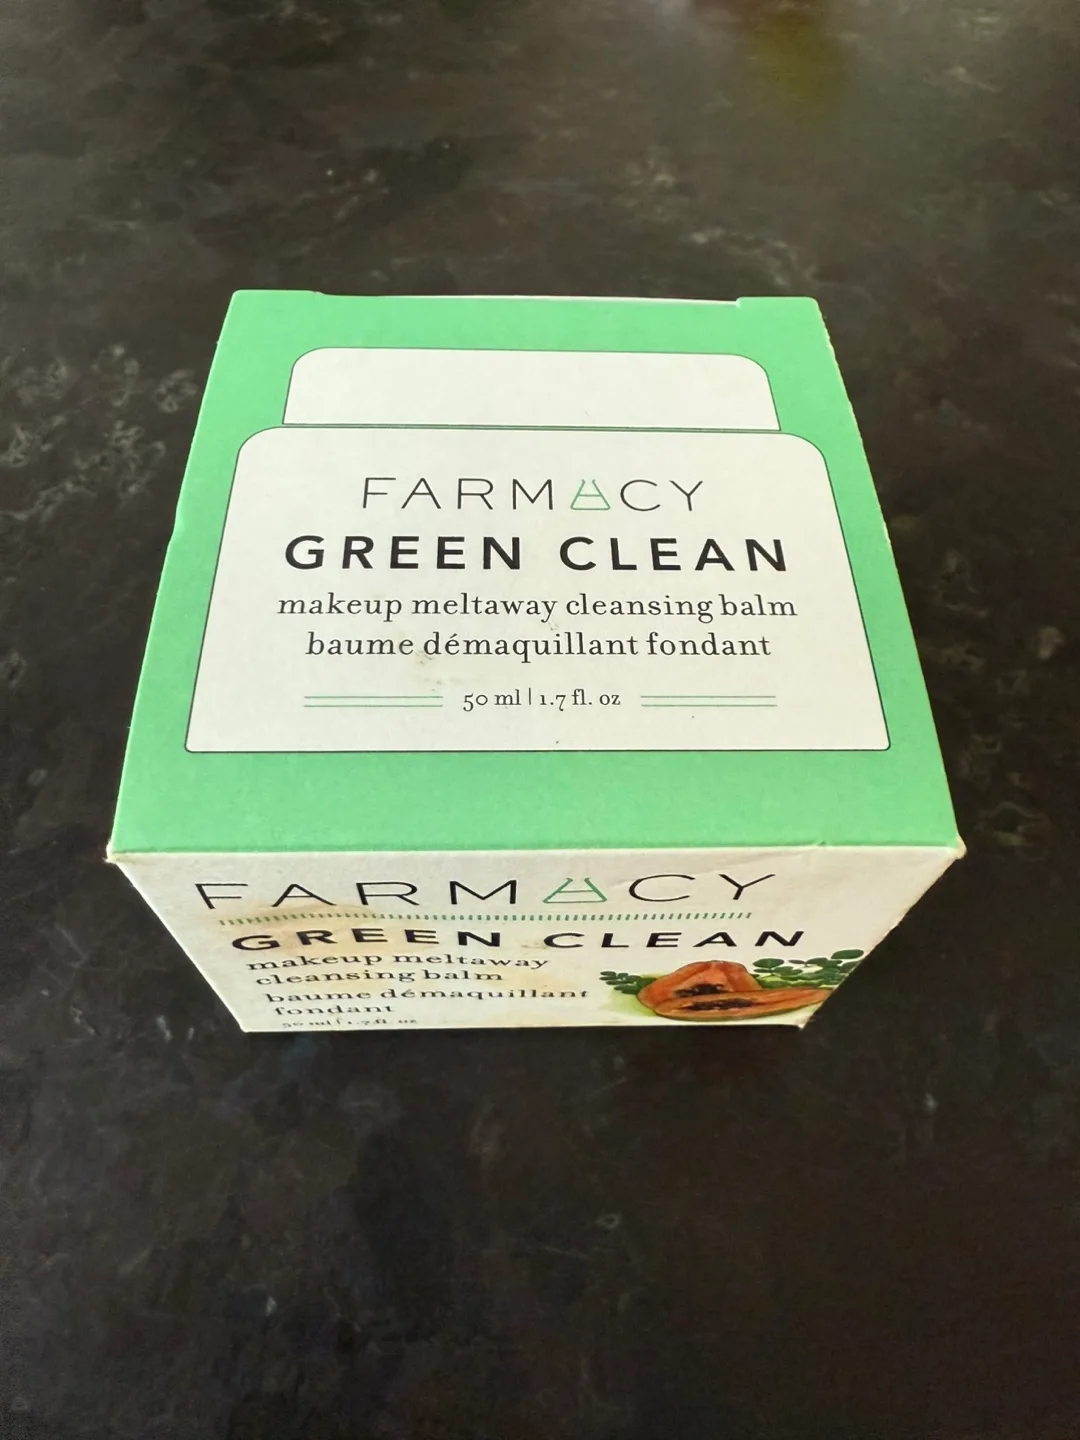 FARMACY
GREEN CLEAN
makeup meltaway cleansing balm
baume démaquillant fondant
50 ml | 1.7 fl. oz
FARMACY
GREEN CLEAN
makeup meltaway
cleansing balm
baume démaquillant
fondant
50 ml | 1.7 fl. oz